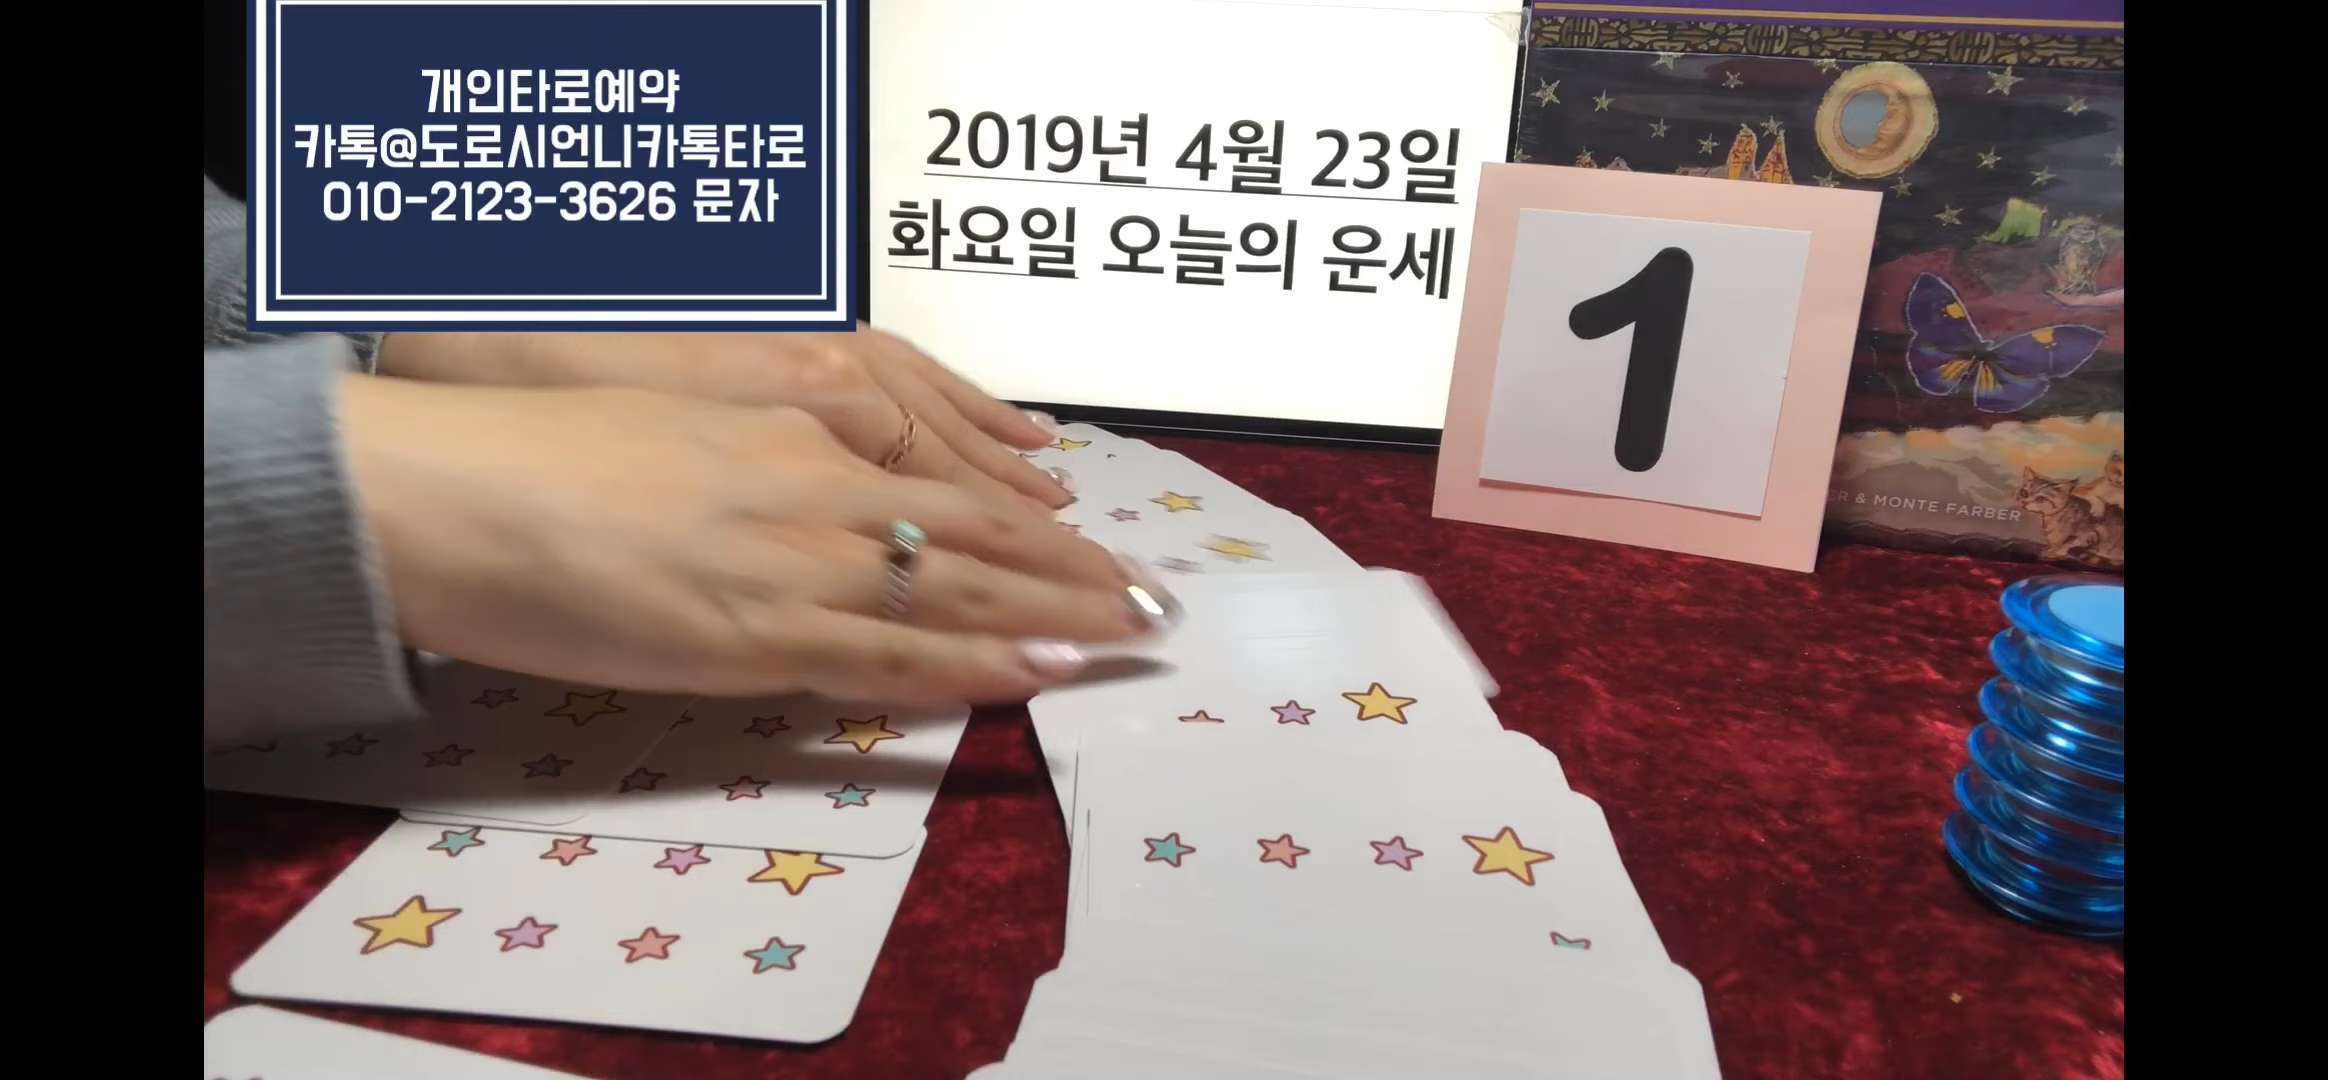 개인타로예약
카톡@도로시언니카톡타로
010-2123-3626 문자
2019년 4월 23일
화요일 오늘의 운세
1
& MONTE FARBER